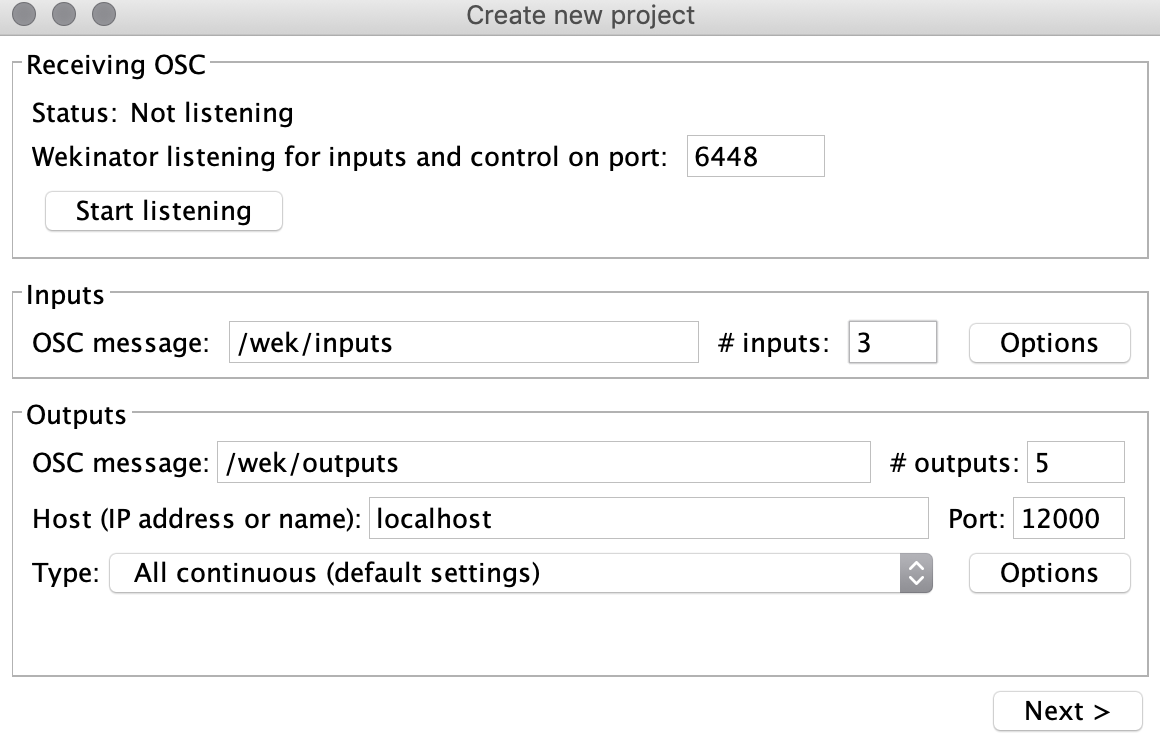 Create new project
Receiving OSC
Status: Not listening
Wekinator listening for inputs and control on port: 6448
Start listening
Inputs
OSC message: /wek/inputs # inputs: 3 Options
Outputs
OSC message: /wek/outputs # outputs: 5
Host (IP address or name): localhost Port: 12000
Type: All continuous (default settings) Options
Next >